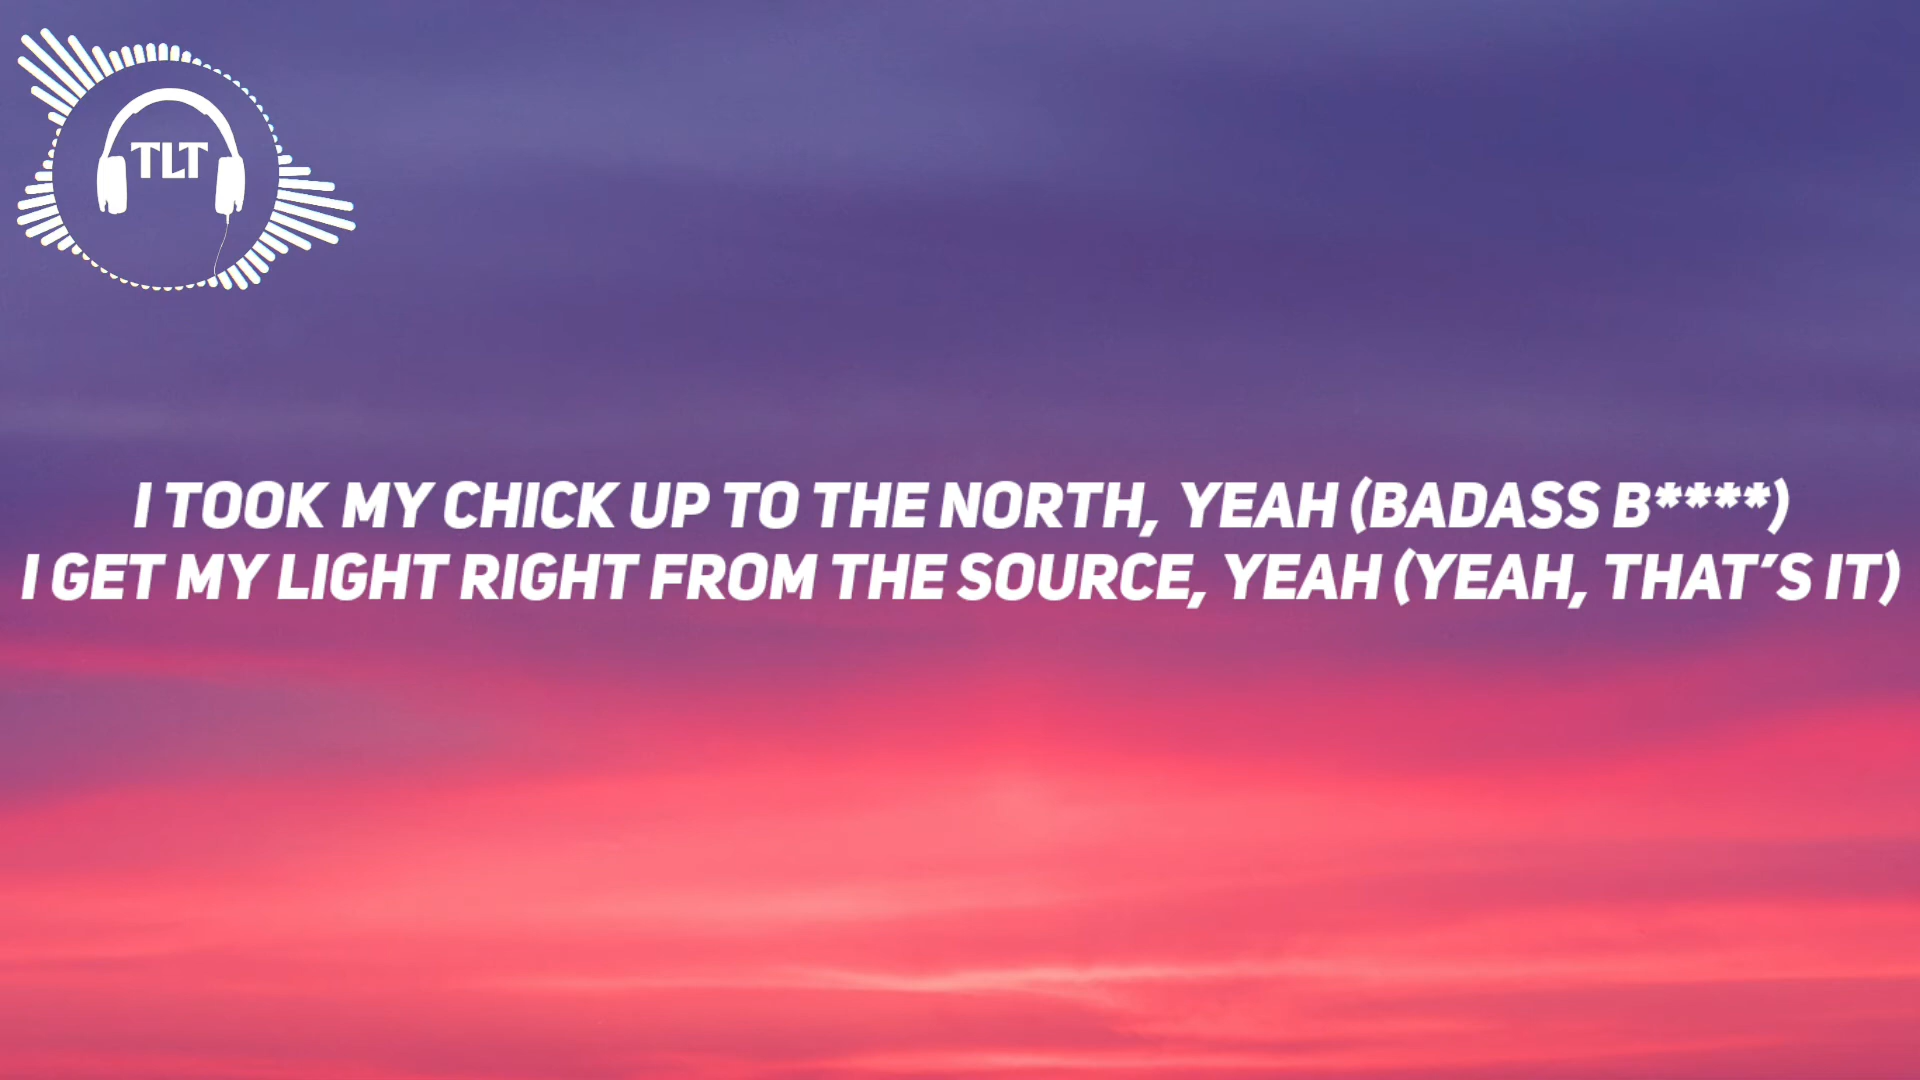 TLT
I TOOK MY CHICK UP TO THE NORTH, YEAH (BADASS B****)
I GET MY LIGHT RIGHT FROM THE SOURCE, YEAH (YEAH, THAT'S IT)